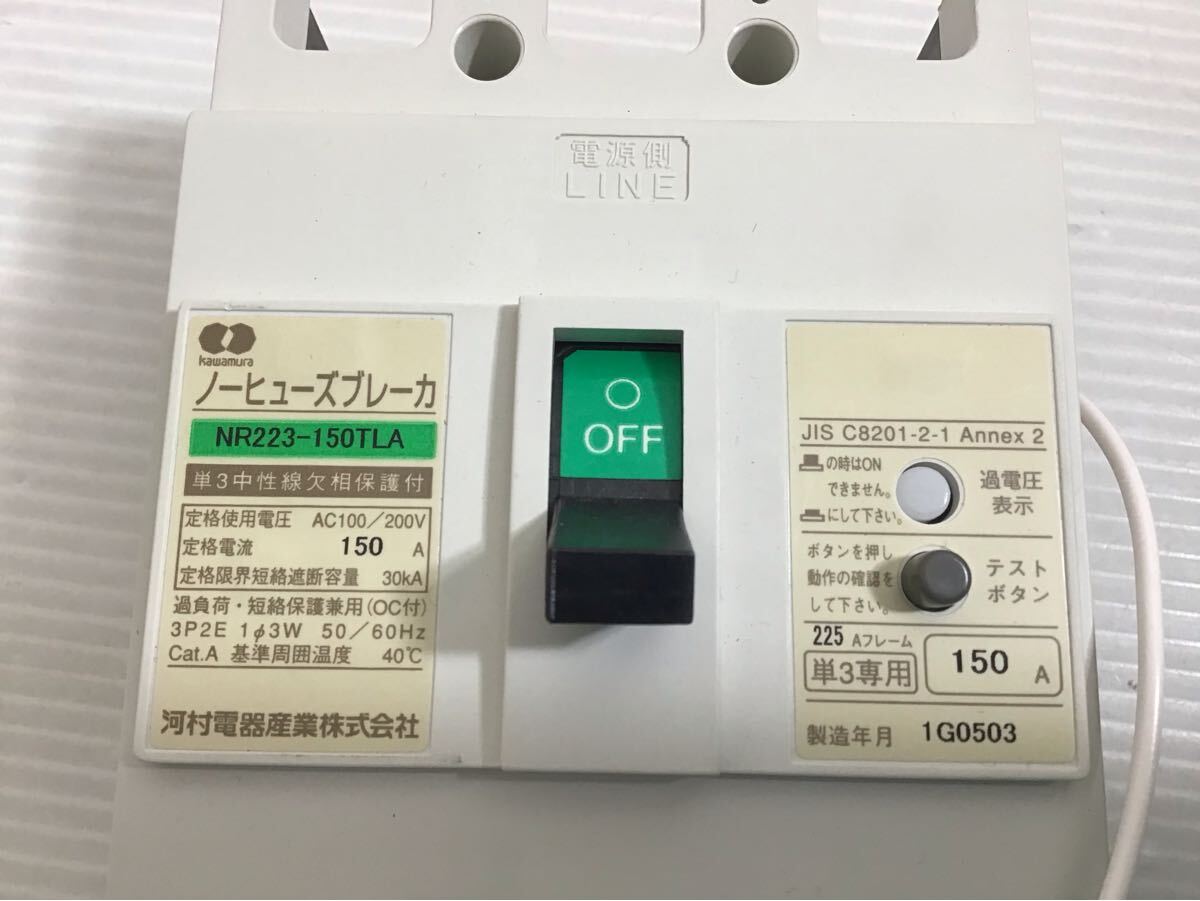 電源側
LINE
kawamura
ノーヒューズブレーカ
NR223-150TLA
単3中性線欠相保護付
定格使用電圧 AC100/200V
定格電流 150 A
定格限界短絡遮断容量 30kA
過負荷・短絡保護兼用(OC付)
3P2E 1φ3W 50/60Hz
Cat.A 基準周囲温度 40℃
河村電器産業株式会社
OFF
JIS C8201-2-1 Annex 2
の時はON
できません。
にして下さい。
過電圧
表示
ボタンを押し
動作の確認を
して下さい。
テスト
ボタン
225 Aフレーム
単3専用
150 A
製造年月 1G0503